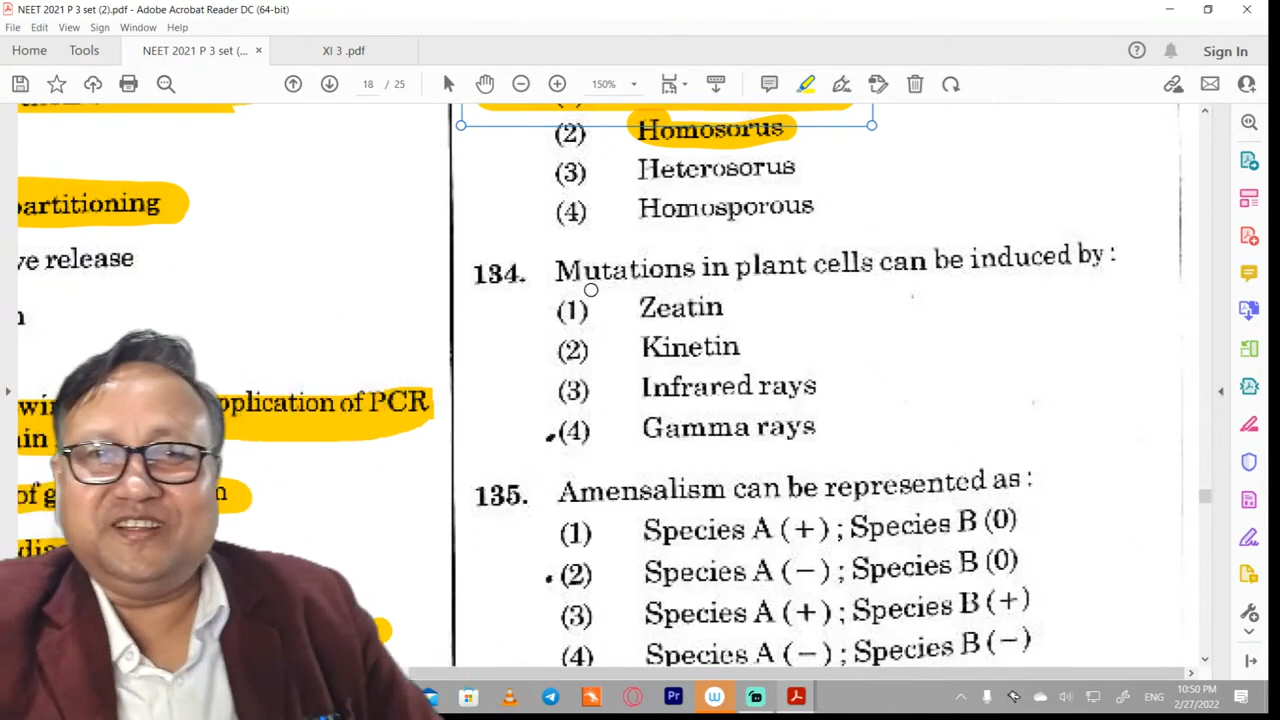 NEET 2021 P 3 set (2).pdf - Adobe Acrobat Reader DC (64-bit)
File Edit View Sign Window Help
Home Tools NEET 2021 P 3 set (... × XI 3 .pdf Sign In
18 / 25 150%
partitioning
ve release
application of PCR
(2) Homosorus
(3) Heterosorus
(4) Homosporous
134. Mutations in plant cells can be induced by :
(1) Zeatin
(2) Kinetin
(3) Infrared rays
(4) Gamma rays
135. Amensalism can be represented as :
(1) Species A (+) ; Species B (0)
(2) Species A (−) ; Species B (0)
(3) Species A (+) ; Species B (+)
(4) Species A (−) ; Species B (−)
Pr
ENG
10:50 PM
2/27/2022